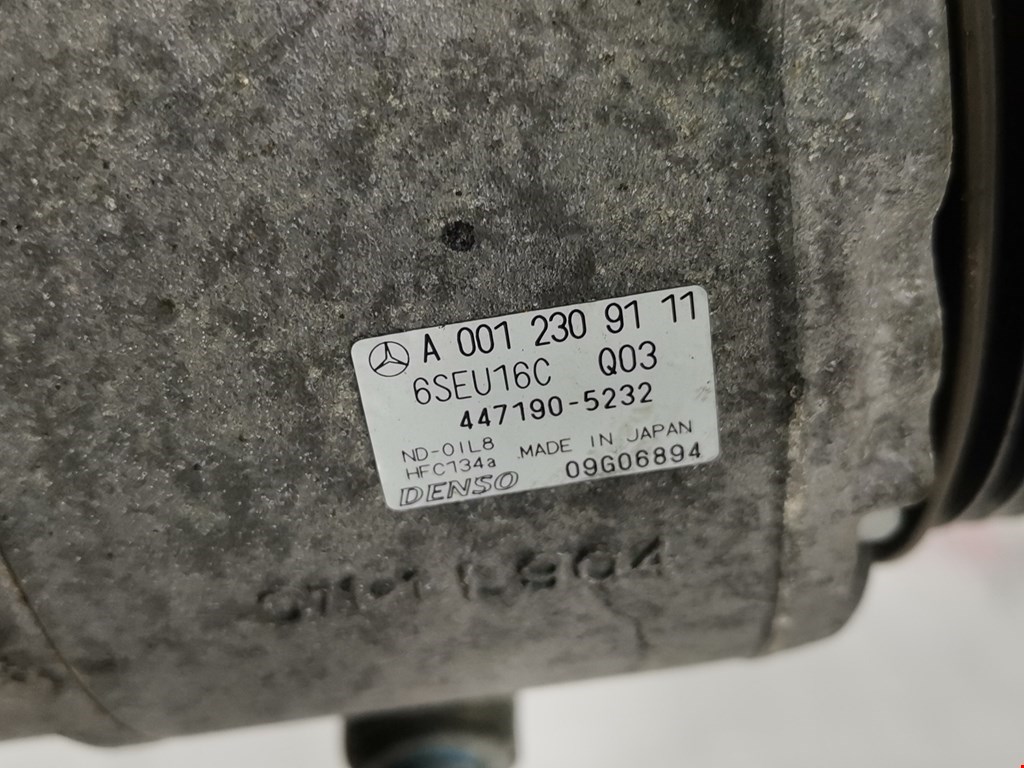 A 001 230 91 11
6SEU16C Q03
447190-5232
ND-OIL8
HFC134a
MADE IN JAPAN
DENSO
09G06894